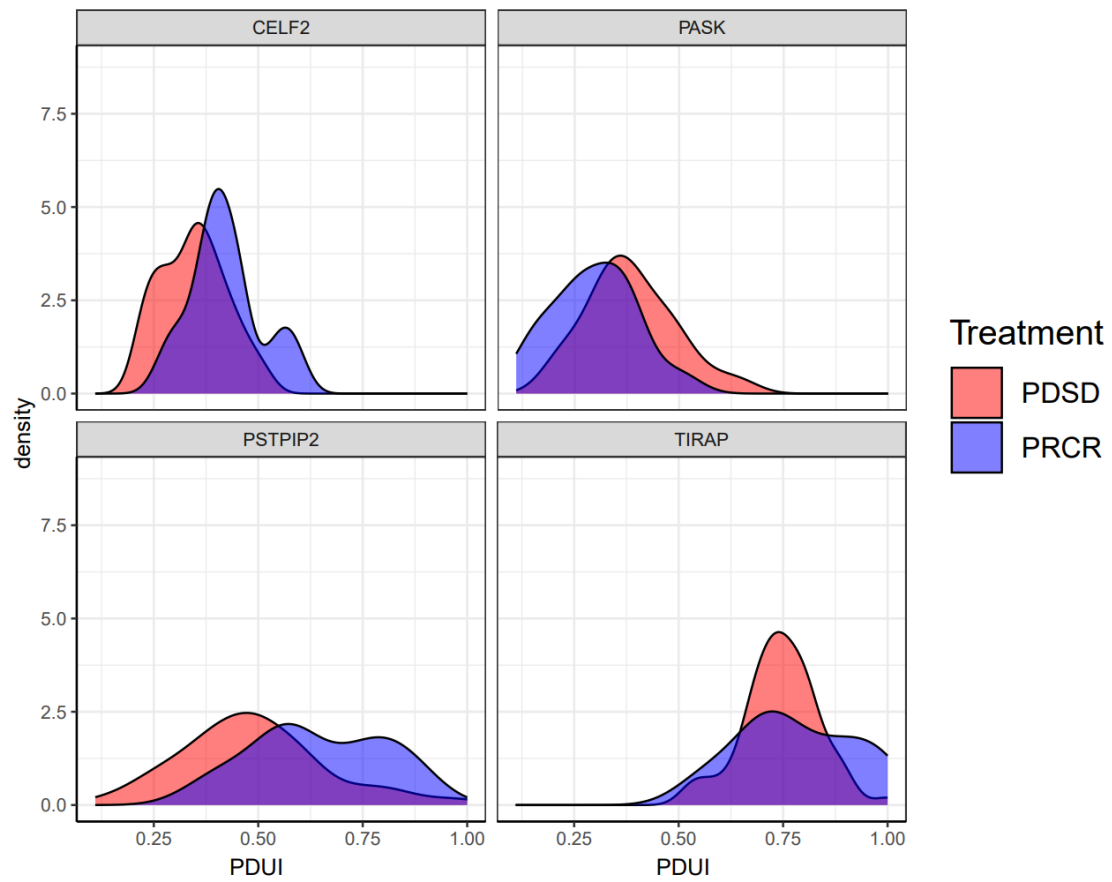 CELF2
PASK
7.5
5.0
2.5
0.0
PSTPIP2
TIRAP
7.5
5.0
2.5
0.0
density
0.25
0.50
0.75
1.00
0.25
0.50
0.75
1.00
PDUI
PDUI
Treatment
PDSD
PRCR